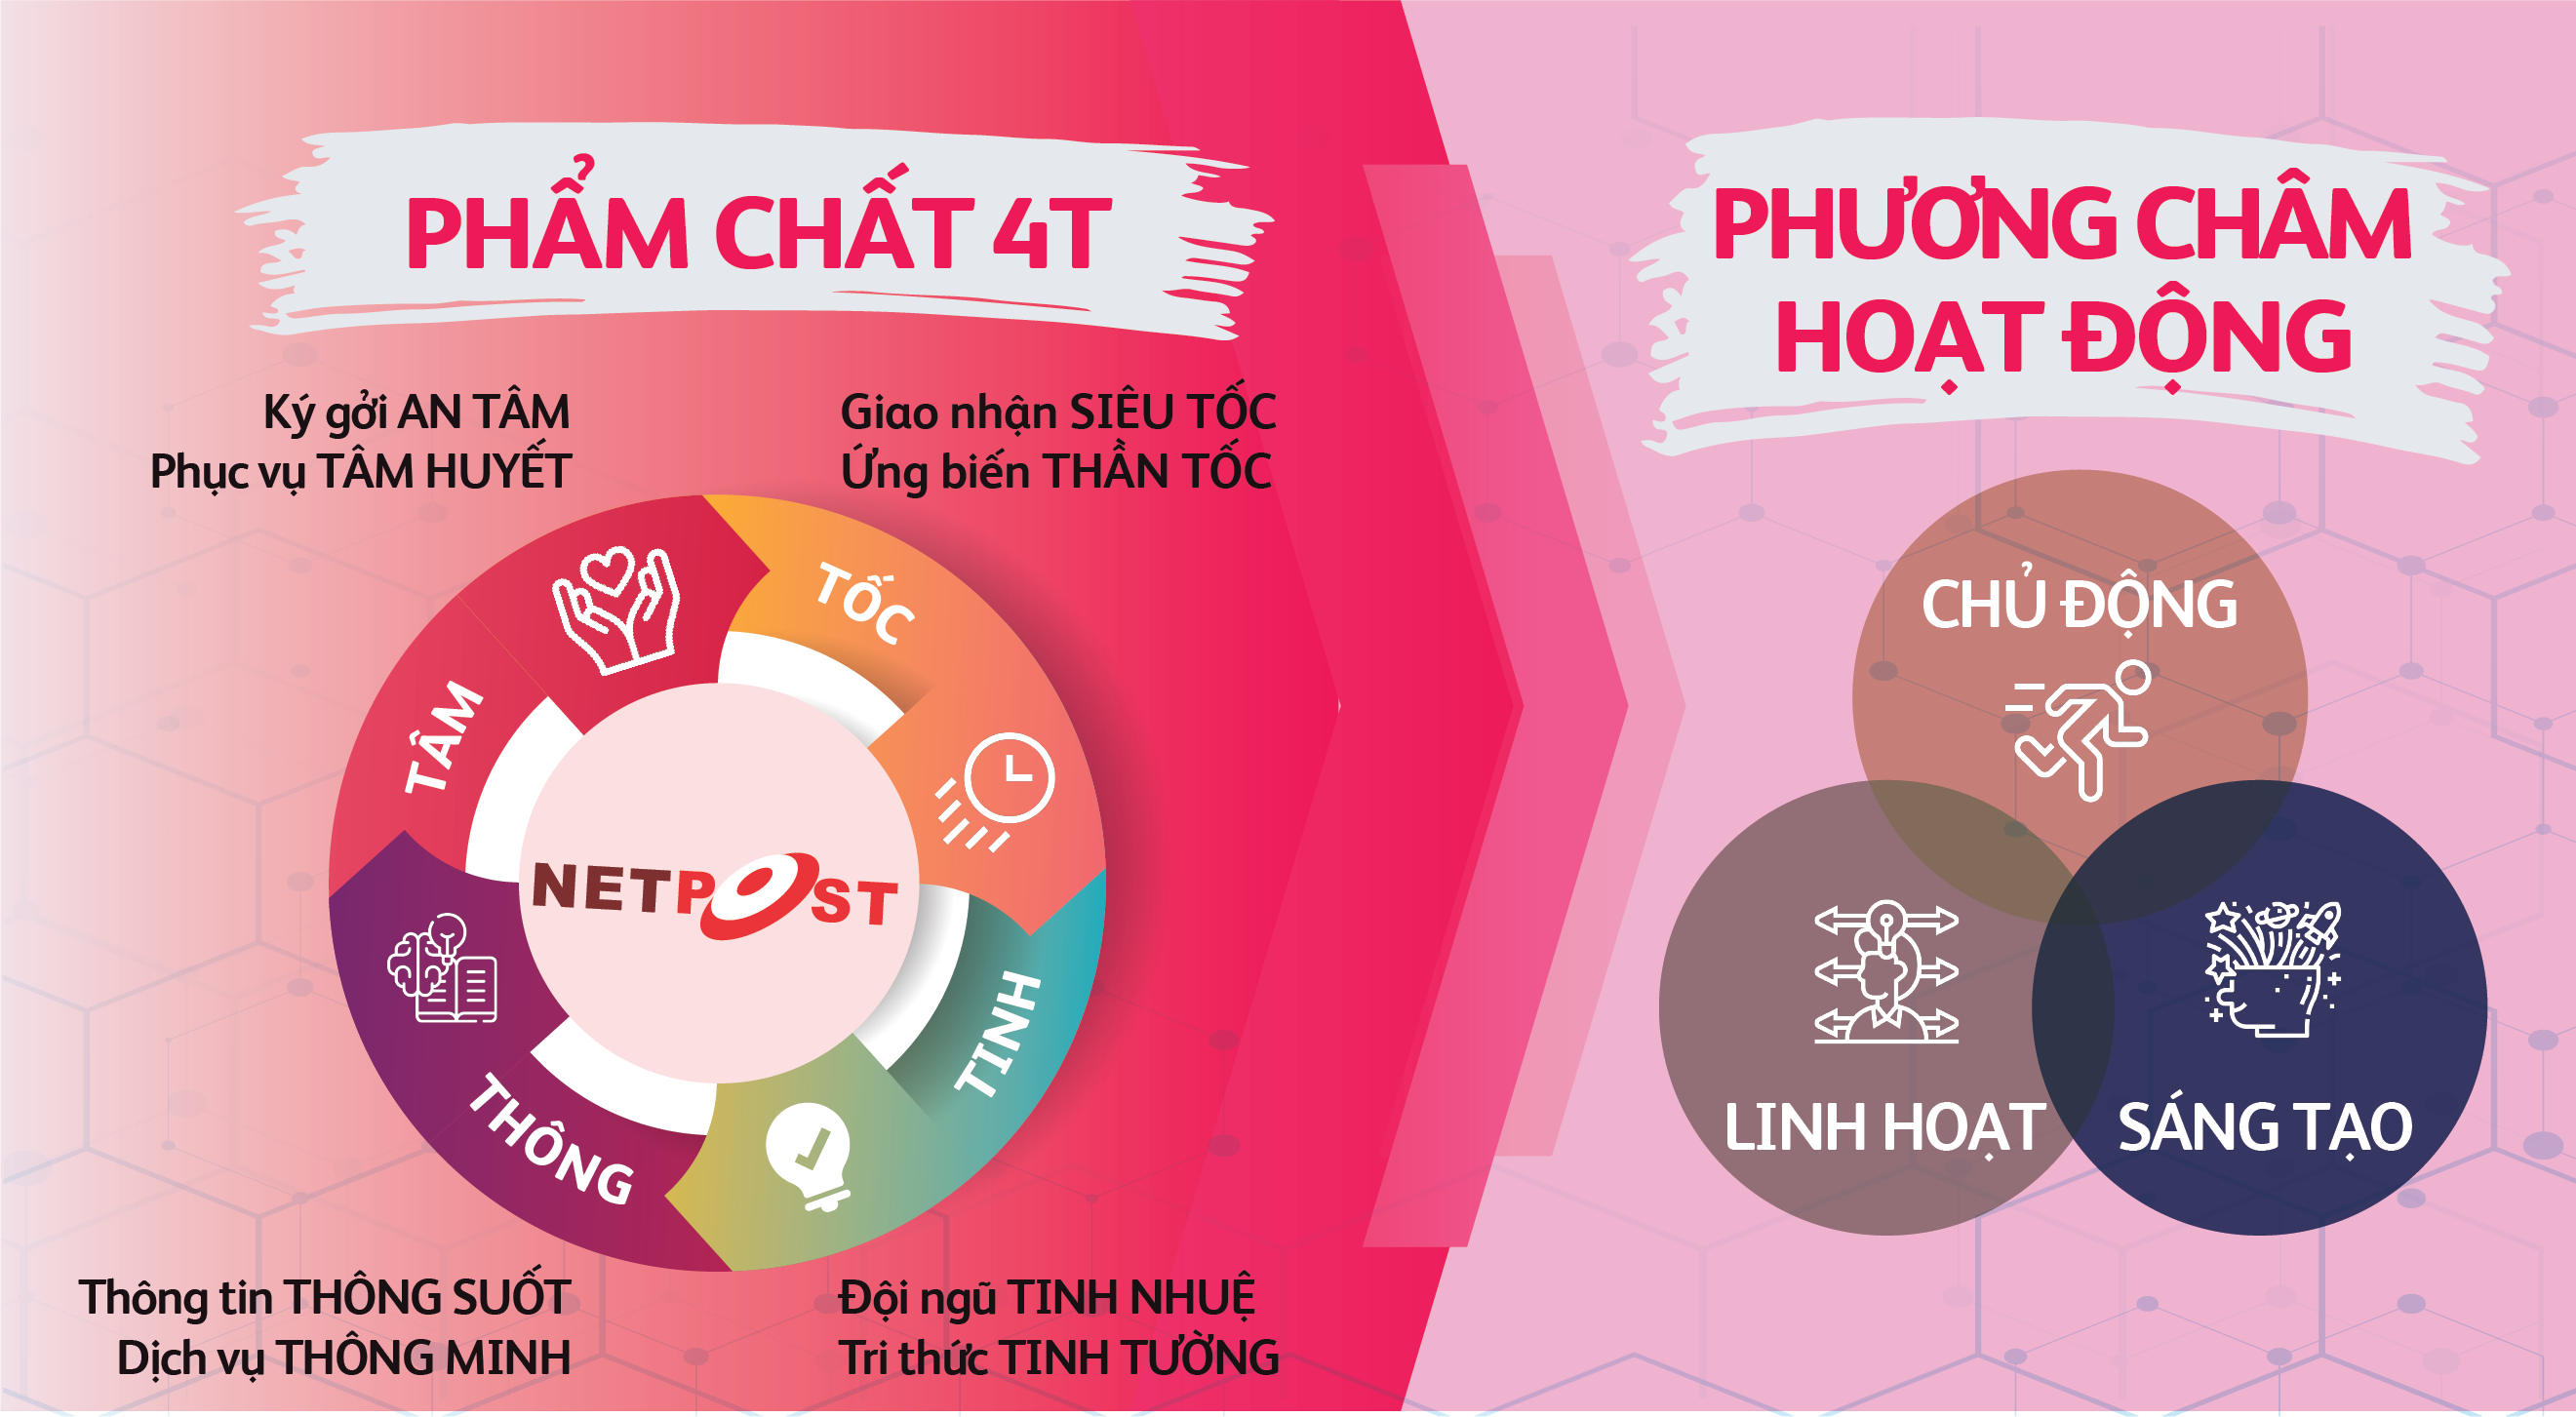 PHẨM CHẤT 4T
Ký gởi AN TÂM
Phục vụ TÂM HUYẾT
Giao nhận SIÊU TỐC
Ứng biến THẦN TỐC
TÂM
TỐC
TINH
THÔNG
NETPOST
Thông tin THÔNG SUỐT
Dịch vụ THÔNG MINH
Đội ngũ TINH NHUỆ
Tri thức TINH TƯỜNG
PHƯƠNG CHÂM
HOẠT ĐỘNG
CHỦ ĐỘNG
LINH HOẠT
SÁNG TẠO